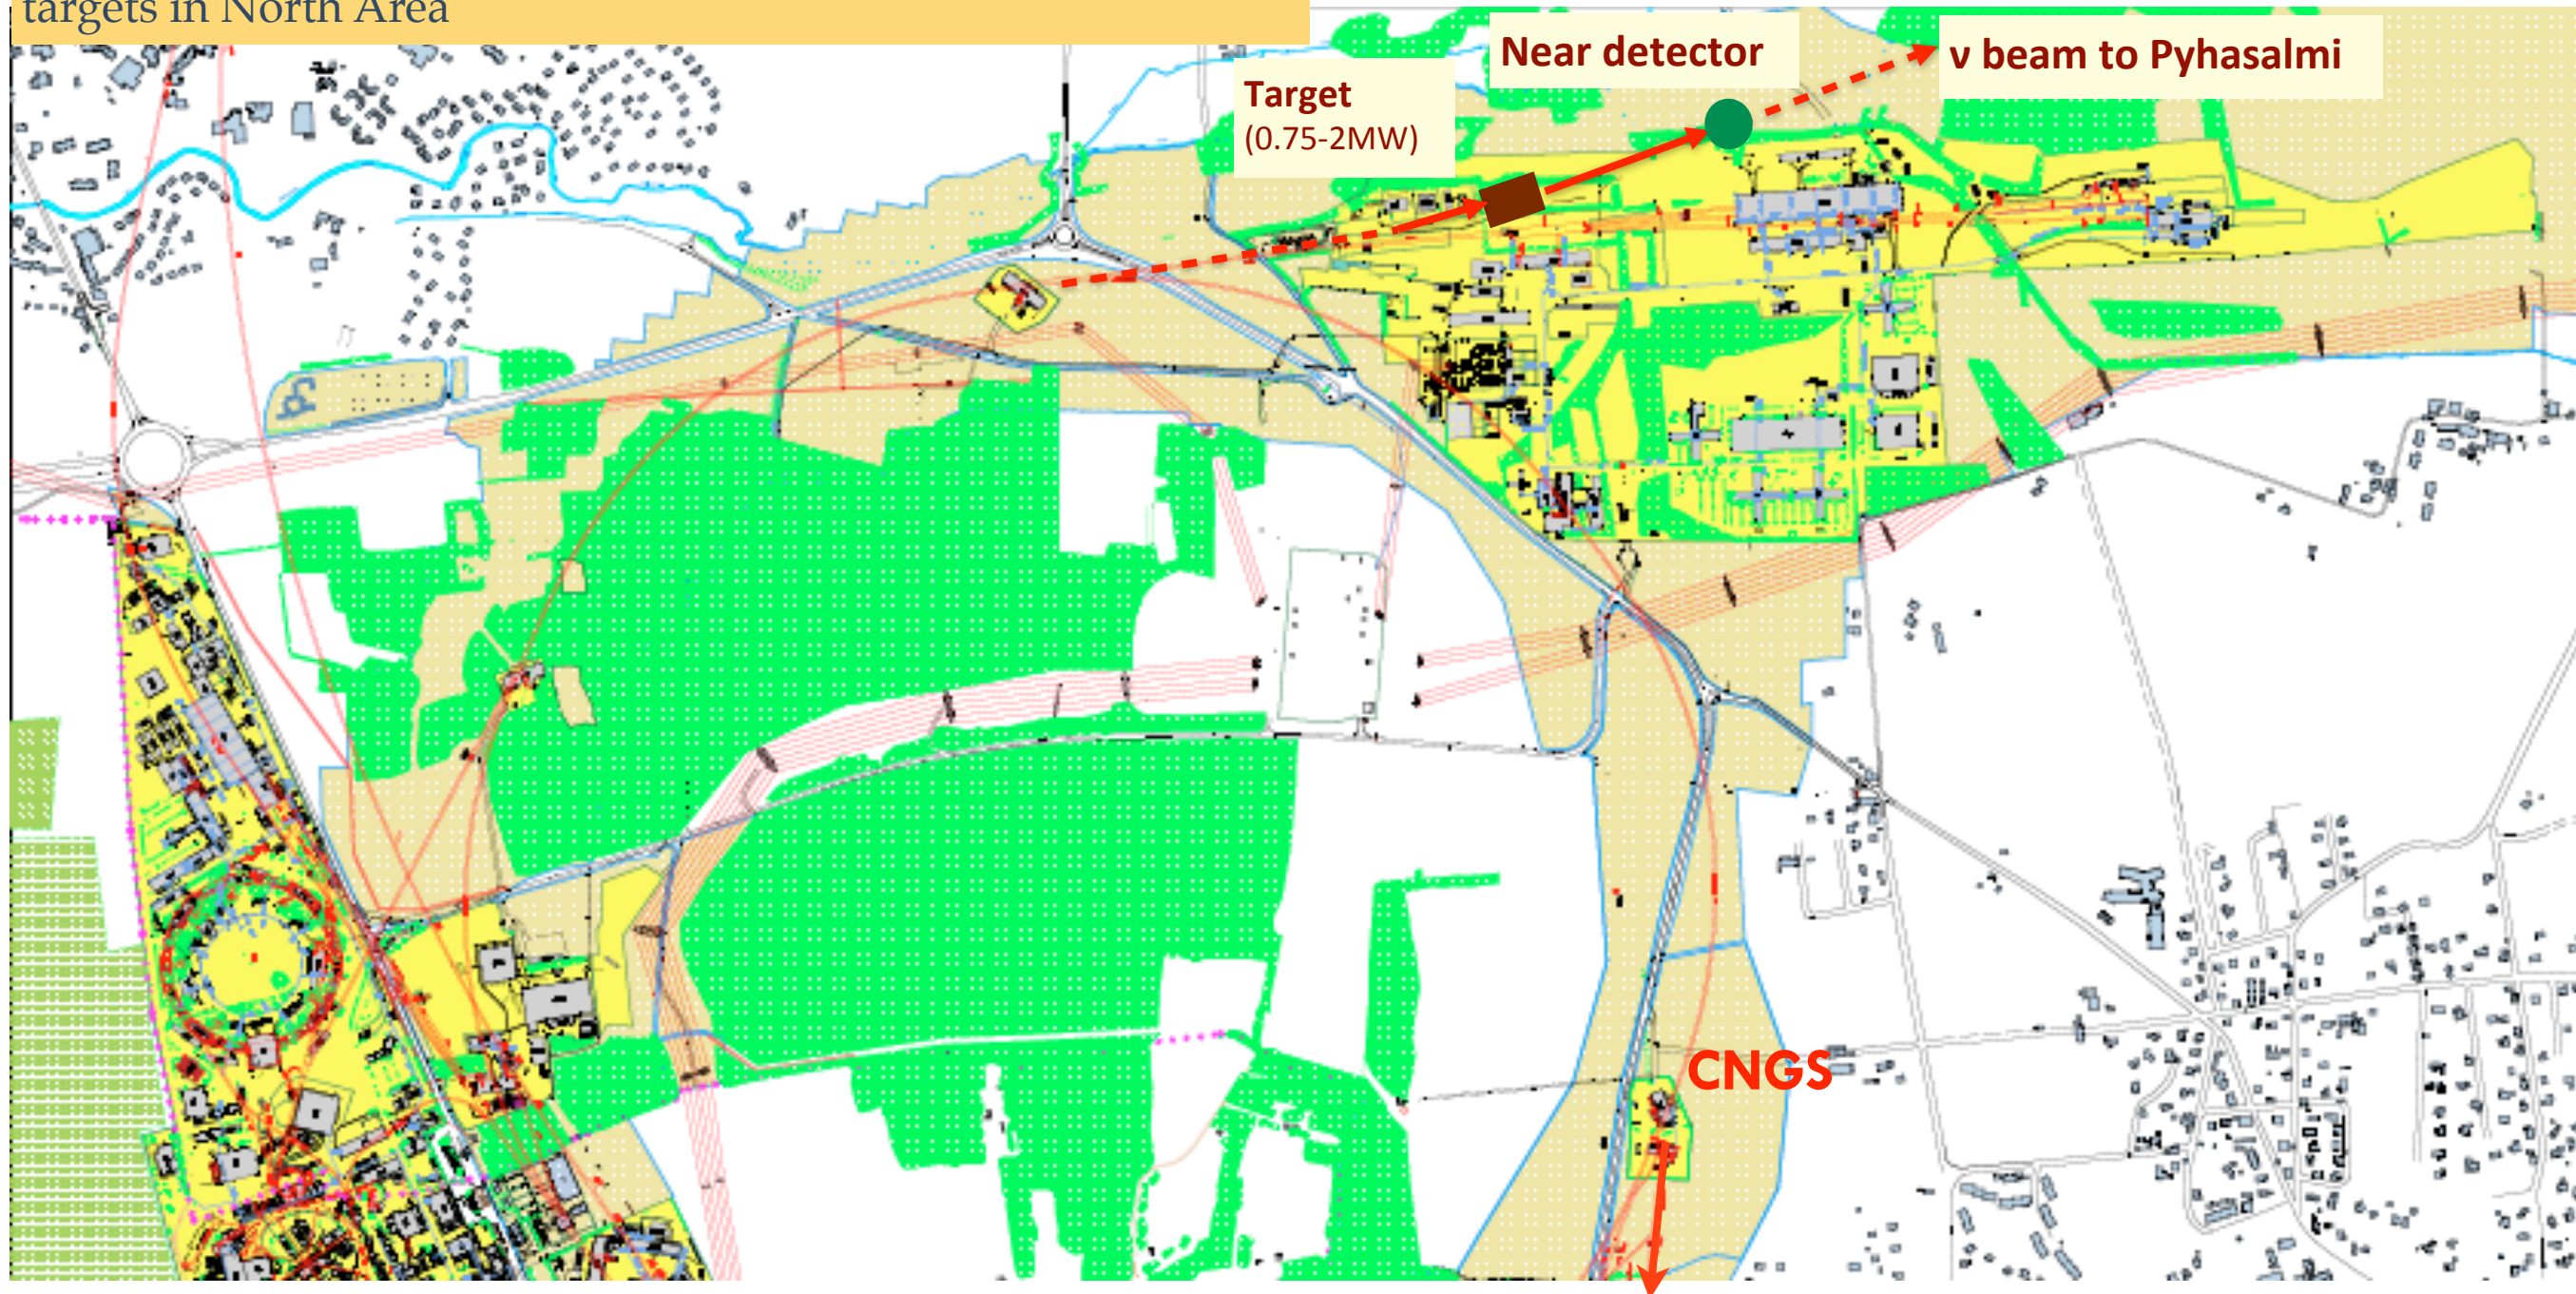 targets in North Area
Near detector
ν beam to Pyhasalmi
Target
(0.75-2MW)
CNGS